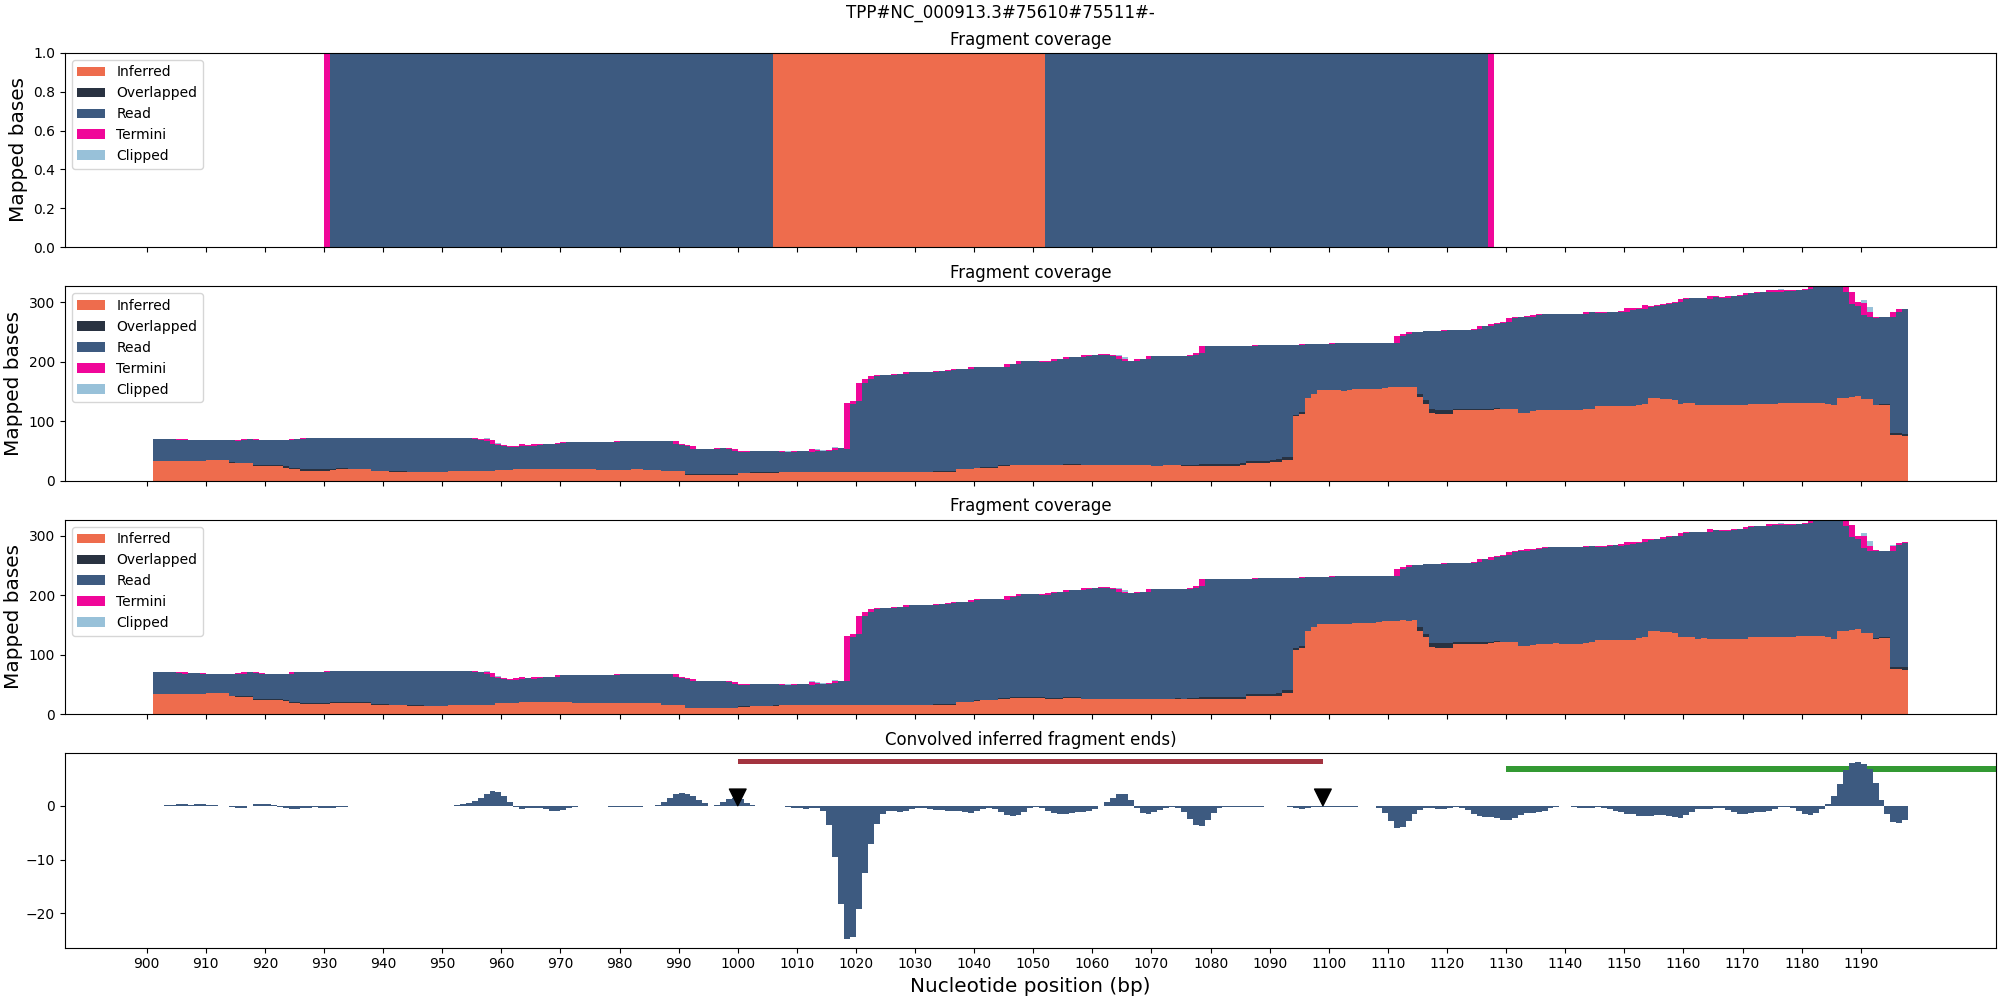 TPP#NC_000913.3#75610#75511#-
Fragment coverage
Mapped bases
1.0
0.8
0.6
0.4
0.2
0.0
Inferred
Overlapped
Read
Termini
Clipped
Fragment coverage
Mapped bases
300
200
100
0
Inferred
Overlapped
Read
Termini
Clipped
Fragment coverage
Mapped bases
300
200
100
0
Inferred
Overlapped
Read
Termini
Clipped
Convolved inferred fragment ends)
0
−10
−20
900 910 920 930 940 950 960 970 980 990 1000 1010 1020 1030 1040 1050 1060 1070 1080 1090 1100 1110 1120 1130 1140 1150 1160 1170 1180 1190
Nucleotide position (bp)